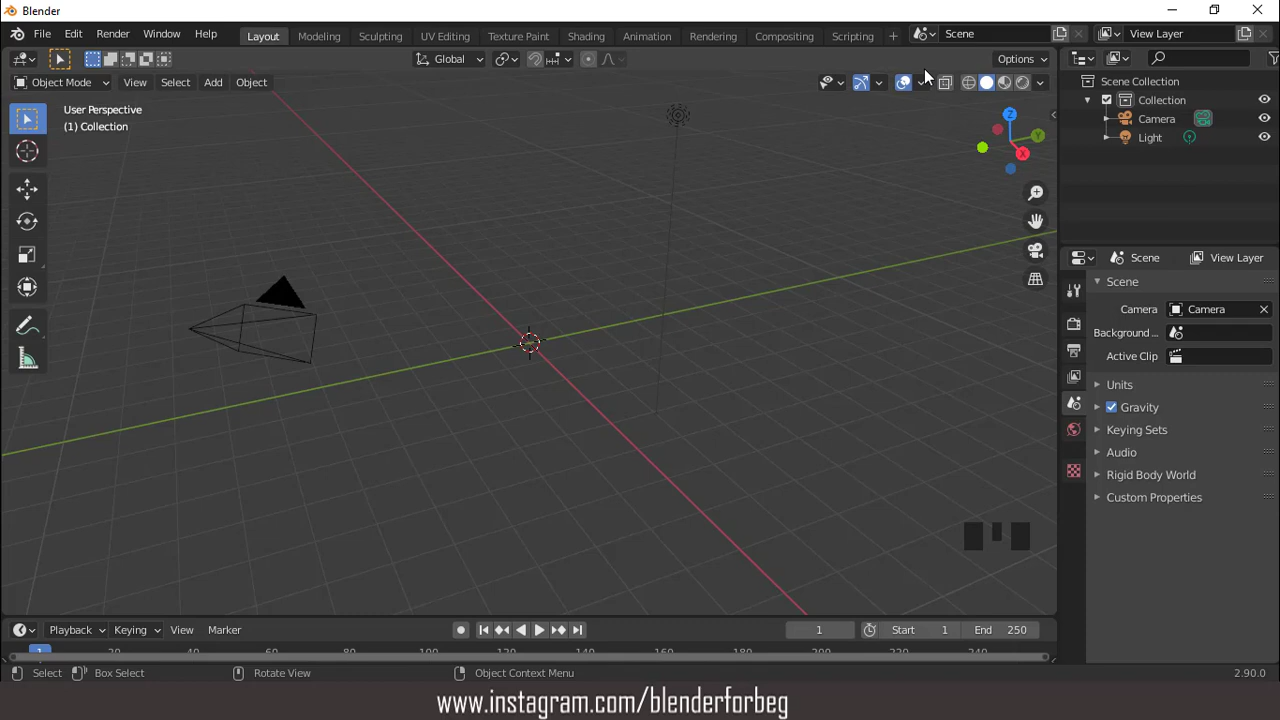 Blender
File Edit Render Window Help Layout Modeling Sculpting UV Editing Texture Paint Shading Animation Rendering Compositing Scripting + Scene View Layer
Global Options
Object Mode View Select Add Object
User Perspective
(1) Collection
Z
Y
X
Scene Collection
Collection
Camera
Light
Scene View Layer
Scene
Camera Camera
Background ...
Active Clip
Units
Gravity
Keying Sets
Audio
Rigid Body World
Custom Properties
Playback Keying View Marker 1 Start 1 End 250
1 20 40 60 80 100 120 140 160 180 200 220 240
Select Box Select Rotate View Object Context Menu 2.90.0
www.instagram.com/blenderforbeg